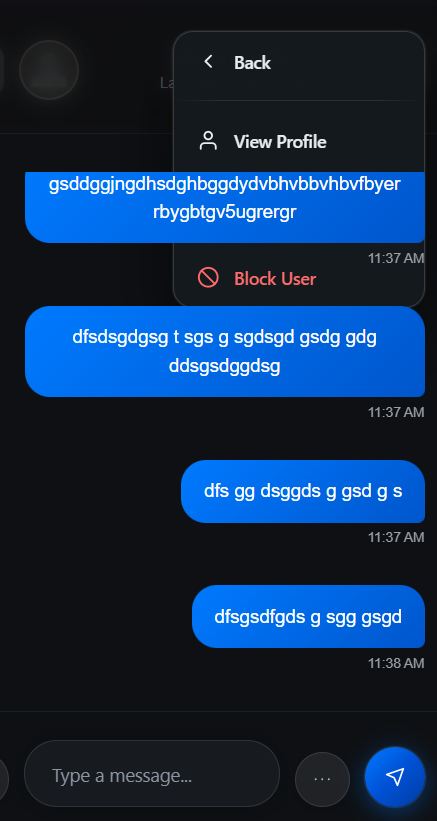 Back
La
View Profile
gsddggjngdhsdghbggdydvbhvbbvhbvfbyer
rbygbtgv5ugrergr
11:37 AM
Block User
dfsdsgdgsg t sgs g sgdsgd gsdg gdg
ddsgsdggdsg
11:37 AM
dfs gg dsggds g gsd g s
11:37 AM
dfsgsdfgds g sgg gsgd
11:38 AM
Type a message...